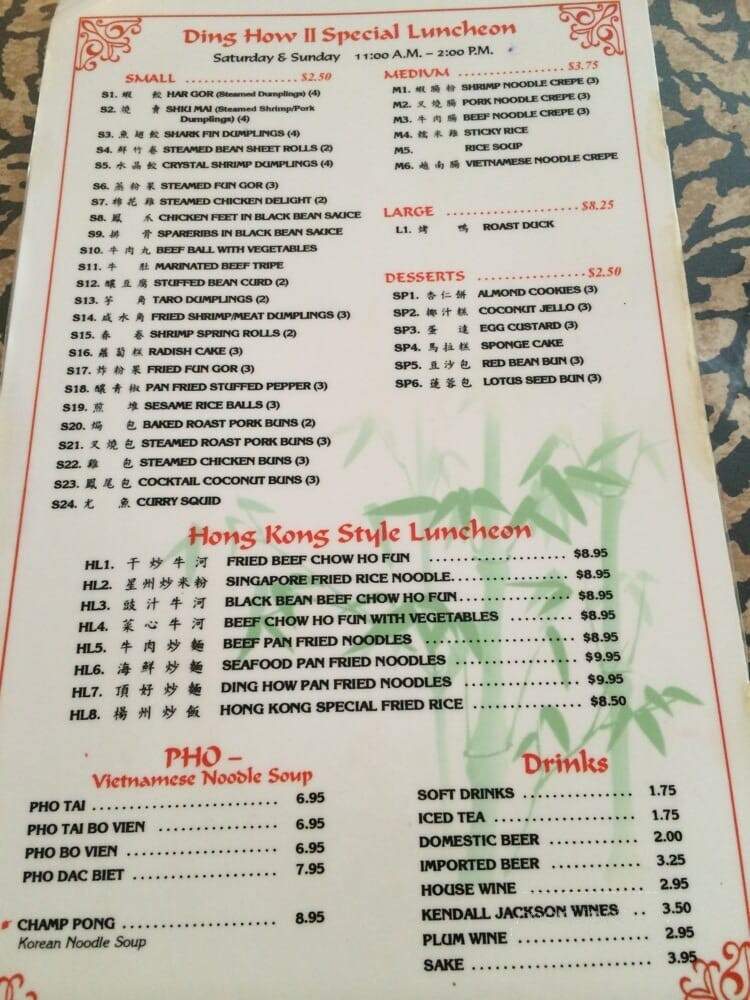 Ding How II Special Luncheon
Saturday & Sunday 11:00 A.M. – 2:00 P.M.
SMALL ..................... $2.50
S1. 蝦 餃 HAR GOR (Steamed Dumplings) (4)
S2. 燒 賣 SHIU MAI (Steamed Shrimp/Pork
Dumplings) (4)
S3. 魚翅餃 SHARK FIN DUMPLINGS (4)
S4. 鮮竹卷 STEAMED BEAN SHEET ROLLS (2)
S5. 水晶餃 CRYSTAL SHRIMP DUMPLINGS (4)
S6. 蒸粉果 STEAMED FUN GOR (3)
S7. 棉花雞 STEAMED CHICKEN DELIGHT (2)
S8. 鳳 爪 CHICKEN FEET IN BLACK BEAN SAUCE
S9. 排 骨 SPARERIBS IN BLACK BEAN SAUCE
S10. 牛肉丸 BEEF BALL WITH VEGETABLES
S11. 牛 肚 MARINATED BEEF TRIPE
S12. 釀豆腐 STUFFED BEAN CURD (2)
S13. 芋 角 TARO DUMPLINGS (2)
S14. 咸水角 FRIED SHRIMP/MEAT DUMPLINGS (3)
S15. 春 卷 SHRIMP SPRING ROLLS (2)
S16. 蘿蔔糕 RADISH CAKE (3)
S17. 炸粉果 FRIED FUN GOR (3)
S18. 釀青椒 PAN FRIED STUFFED PEPPER (3)
S19. 煎 堆 SESAME RICE BALLS (3)
S20. 焗 包 BAKED ROAST PORK BUNS (2)
S21. 叉燒包 STEAMED ROAST PORK BUNS (3)
S22. 雞 包 STEAMED CHICKEN BUNS (3)
S23. 鳳尾包 COCKTAIL COCONUT BUNS (3)
S24. 尤 魚 CURRY SQUID
MEDIUM ..................... $3.75
M1. 蝦腸粉 SHRIMP NOODLE CREPE (3)
M2. 叉燒腸 PORK NOODLE CREPE (3)
M3. 牛肉腸 BEEF NOODLE CREPE (3)
M4. 糯米雞 STICKY RICE
M5. RICE SOUP
M6. 越南腸 VIETNAMESE NOODLE CREPE
LARGE ..................... $8.25
L1. 烤 鴨 ROAST DUCK
DESSERTS ................ $2.50
SP1. 杏仁餅 ALMOND COOKIES (3)
SP2. 椰汁糕 COCONUT JELLO (3)
SP3. 蛋 達 EGG CUSTARD (3)
SP4. 馬拉糕 SPONGE CAKE
SP5. 豆沙包 RED BEAN BUN (3)
SP6. 蓮蓉包 LOTUS SEED BUN (3)
Hong Kong Style Luncheon
HL1. 干炒牛河 FRIED BEEF CHOW HO FUN ................ $8.95
HL2. 星州炒米粉 SINGAPORE FRIED RICE NOODLE................ $8.95
HL3. 豉汁牛河 BLACK BEAN BEEF CHOW HO FUN................ $8.95
HL4. 菜心牛河 BEEF CHOW HO FUN WITH VEGETABLES ......... $8.95
HL5. 牛肉炒麵 BEEF PAN FRIED NOODLES ................ $8.95
HL6. 海鮮炒麵 SEAFOOD PAN FRIED NOODLES ................ $9.95
HL7. 頂好炒麵 DING HOW PAN FRIED NOODLES ................ $9.95
HL8. 楊州炒飯 HONG KONG SPECIAL FRIED RICE ................ $8.50
PHO –
Vietnamese Noodle Soup
PHO TAI ........................... 6.95
PHO TAI BO VIEN ................. 6.95
PHO BO VIEN ...................... 6.95
PHO DAC BIET ..................... 7.95
CHAMP PONG ...................... 8.95
Korean Noodle Soup
Drinks
SOFT DRINKS ................ 1.75
ICED TEA .................... 1.75
DOMESTIC BEER ............ 2.00
IMPORTED BEER ............ 3.25
HOUSE WINE ............... 2.95
KENDALL JACKSON WINES .. 3.50
PLUM WINE ................. 2.95
SAKE ........................ 3.95